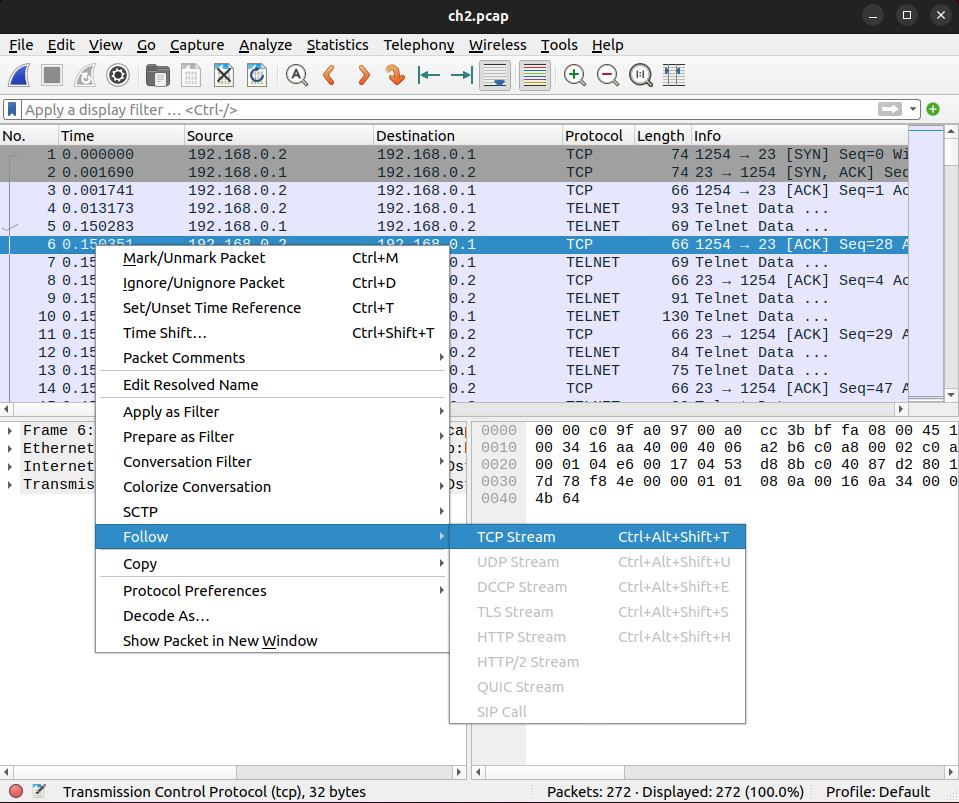 ch2.pcap
File Edit View Go Capture Analyze Statistics Telephony Wireless Tools Help
Apply a display filter … <Ctrl-/>
No. Time Source Destination Protocol Length Info
1 0.000000 192.168.0.2 192.168.0.1 TCP 74 1254 → 23 [SYN] Seq=0 Wi
2 0.001690 192.168.0.1 192.168.0.2 TCP 74 23 → 1254 [SYN, ACK] Seq
3 0.001741 192.168.0.2 192.168.0.1 TCP 66 1254 → 23 [ACK] Seq=1 Ac
4 0.013173 192.168.0.2 192.168.0.1 TELNET 93 Telnet Data ...
5 0.150283 192.168.0.1 192.168.0.2 TELNET 69 Telnet Data ...
6 0.150351 192.168.0.2 192.168.0.1 TCP 66 1254 → 23 [ACK] Seq=28 A
7 0.15 0.1 TELNET 69 Telnet Data ...
8 0.15 0.2 TCP 66 23 → 1254 [ACK] Seq=4 Ac
9 0.15 0.2 TELNET 91 Telnet Data ...
10 0.15 0.1 TELNET 130 Telnet Data ...
11 0.15 0.2 TCP 66 23 → 1254 [ACK] Seq=29 A
12 0.15 0.2 TELNET 84 Telnet Data ...
13 0.15 0.1 TELNET 75 Telnet Data ...
14 0.15 0.2 TCP 66 23 → 1254 [ACK] Seq=47 A
Mark/Unmark Packet Ctrl+M
Ignore/Unignore Packet Ctrl+D
Set/Unset Time Reference Ctrl+T
Time Shift… Ctrl+Shift+T
Packet Comments
Edit Resolved Name
Apply as Filter
Prepare as Filter
Conversation Filter
Colorize Conversation
SCTP
Follow
Copy
Protocol Preferences
Decode As…
Show Packet in New Window
TCP Stream Ctrl+Alt+Shift+T
UDP Stream Ctrl+Alt+Shift+U
DCCP Stream Ctrl+Alt+Shift+E
TLS Stream Ctrl+Alt+Shift+S
HTTP Stream Ctrl+Alt+Shift+H
HTTP/2 Stream
QUIC Stream
SIP Call
Frame 6:
Ethernet
Internet
Transmis
0000 00 00 c0 9f a0 97 00 a0 cc 3b bf fa 08 00 45 1
0010 00 34 16 aa 40 00 40 06 a2 b6 c0 a8 00 02 c0 a
0020 00 01 04 e6 00 17 04 53 d8 8b c0 40 87 d2 80 1
0030 7d 78 f8 4e 00 00 01 01 08 0a 00 16 0a 34 00 0
0040 4b 64
Transmission Control Protocol (tcp), 32 bytes Packets: 272 · Displayed: 272 (100.0%) Profile: Default